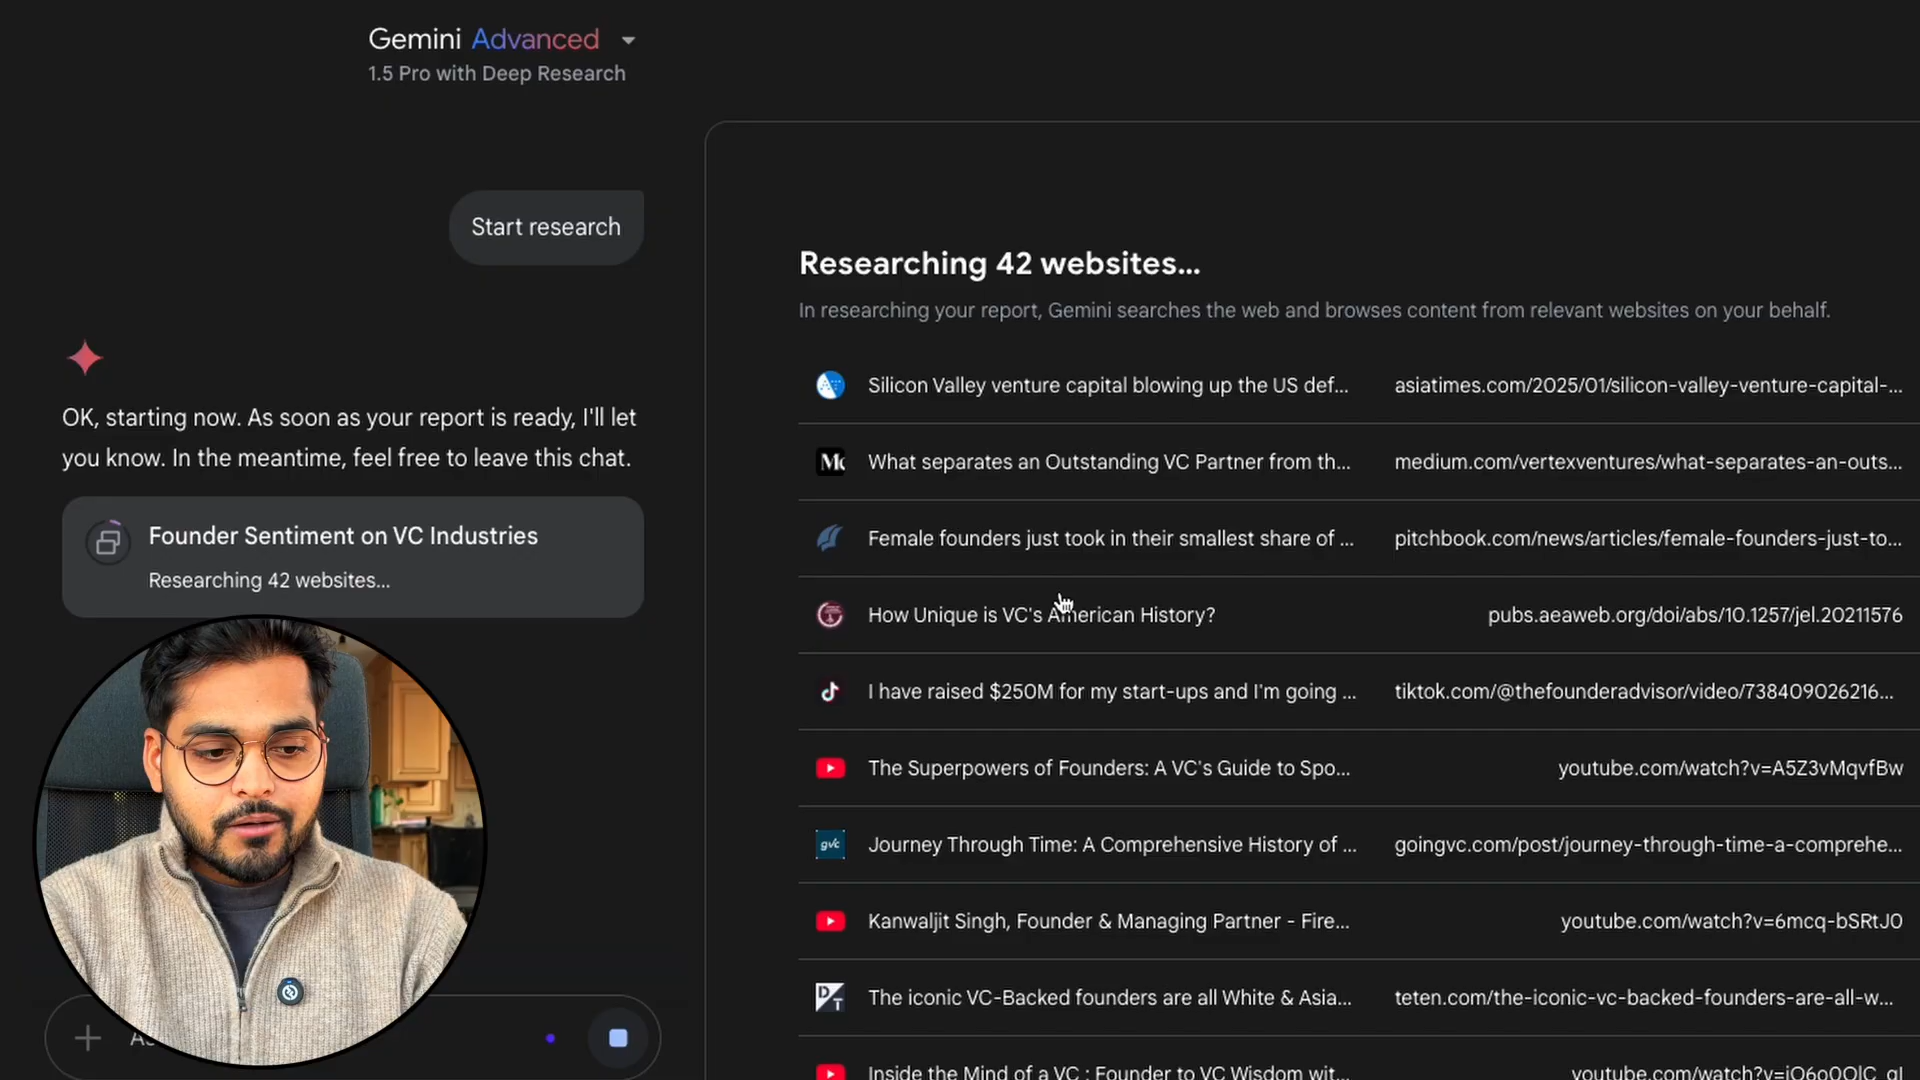 Gemini Advanced
1.5 Pro with Deep Research
Start research
OK, starting now. As soon as your report is ready, I'll let
you know. In the meantime, feel free to leave this chat.
Founder Sentiment on VC Industries
Researching 42 websites...
Researching 42 websites...
In researching your report, Gemini searches the web and browses content from relevant websites on your behalf.
Silicon Valley venture capital blowing up the US def... asiatimes.com/2025/01/silicon-valley-venture-capital-...
What separates an Outstanding VC Partner from th... medium.com/vertexventures/what-separates-an-outs...
Female founders just took in their smallest share of ... pitchbook.com/news/articles/female-founders-just-to...
How Unique is VC's American History? pubs.aeaweb.org/doi/abs/10.1257/jel.20211576
I have raised $250M for my start-ups and I'm going ... tiktok.com/@thefounderadvisor/video/738409026216...
The Superpowers of Founders: A VC's Guide to Spo... youtube.com/watch?v=A5Z3vMqvfBw
gvc Journey Through Time: A Comprehensive History of ... goingvc.com/post/journey-through-time-a-comprehe...
Kanwaljit Singh, Founder & Managing Partner - Fire... youtube.com/watch?v=6mcq-bSRtJ0
DT The iconic VC-Backed founders are all White & Asia... teten.com/the-iconic-vc-backed-founders-are-all-w...
Inside the Mind of a VC : Founder to VC Wisdom wit...